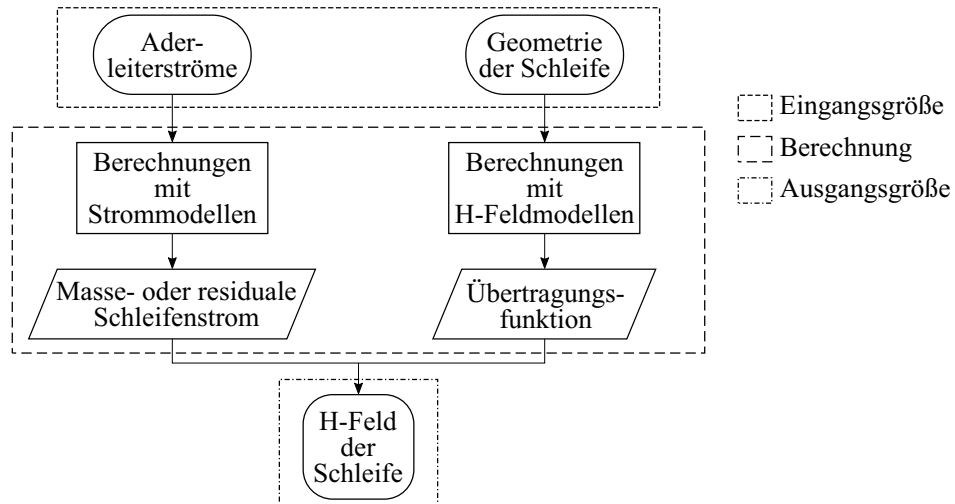 Ader-
leiterströme
Geometrie
der Schleife
Berechnungen
mit
Strommodellen
Berechnungen
mit
H-Feldmodellen
Masse- oder residuale
Schleifenstrom
Übertragungs-
funktion
H-Feld
der
Schleife
Eingangsgröße
Berechnung
Ausgangsgröße